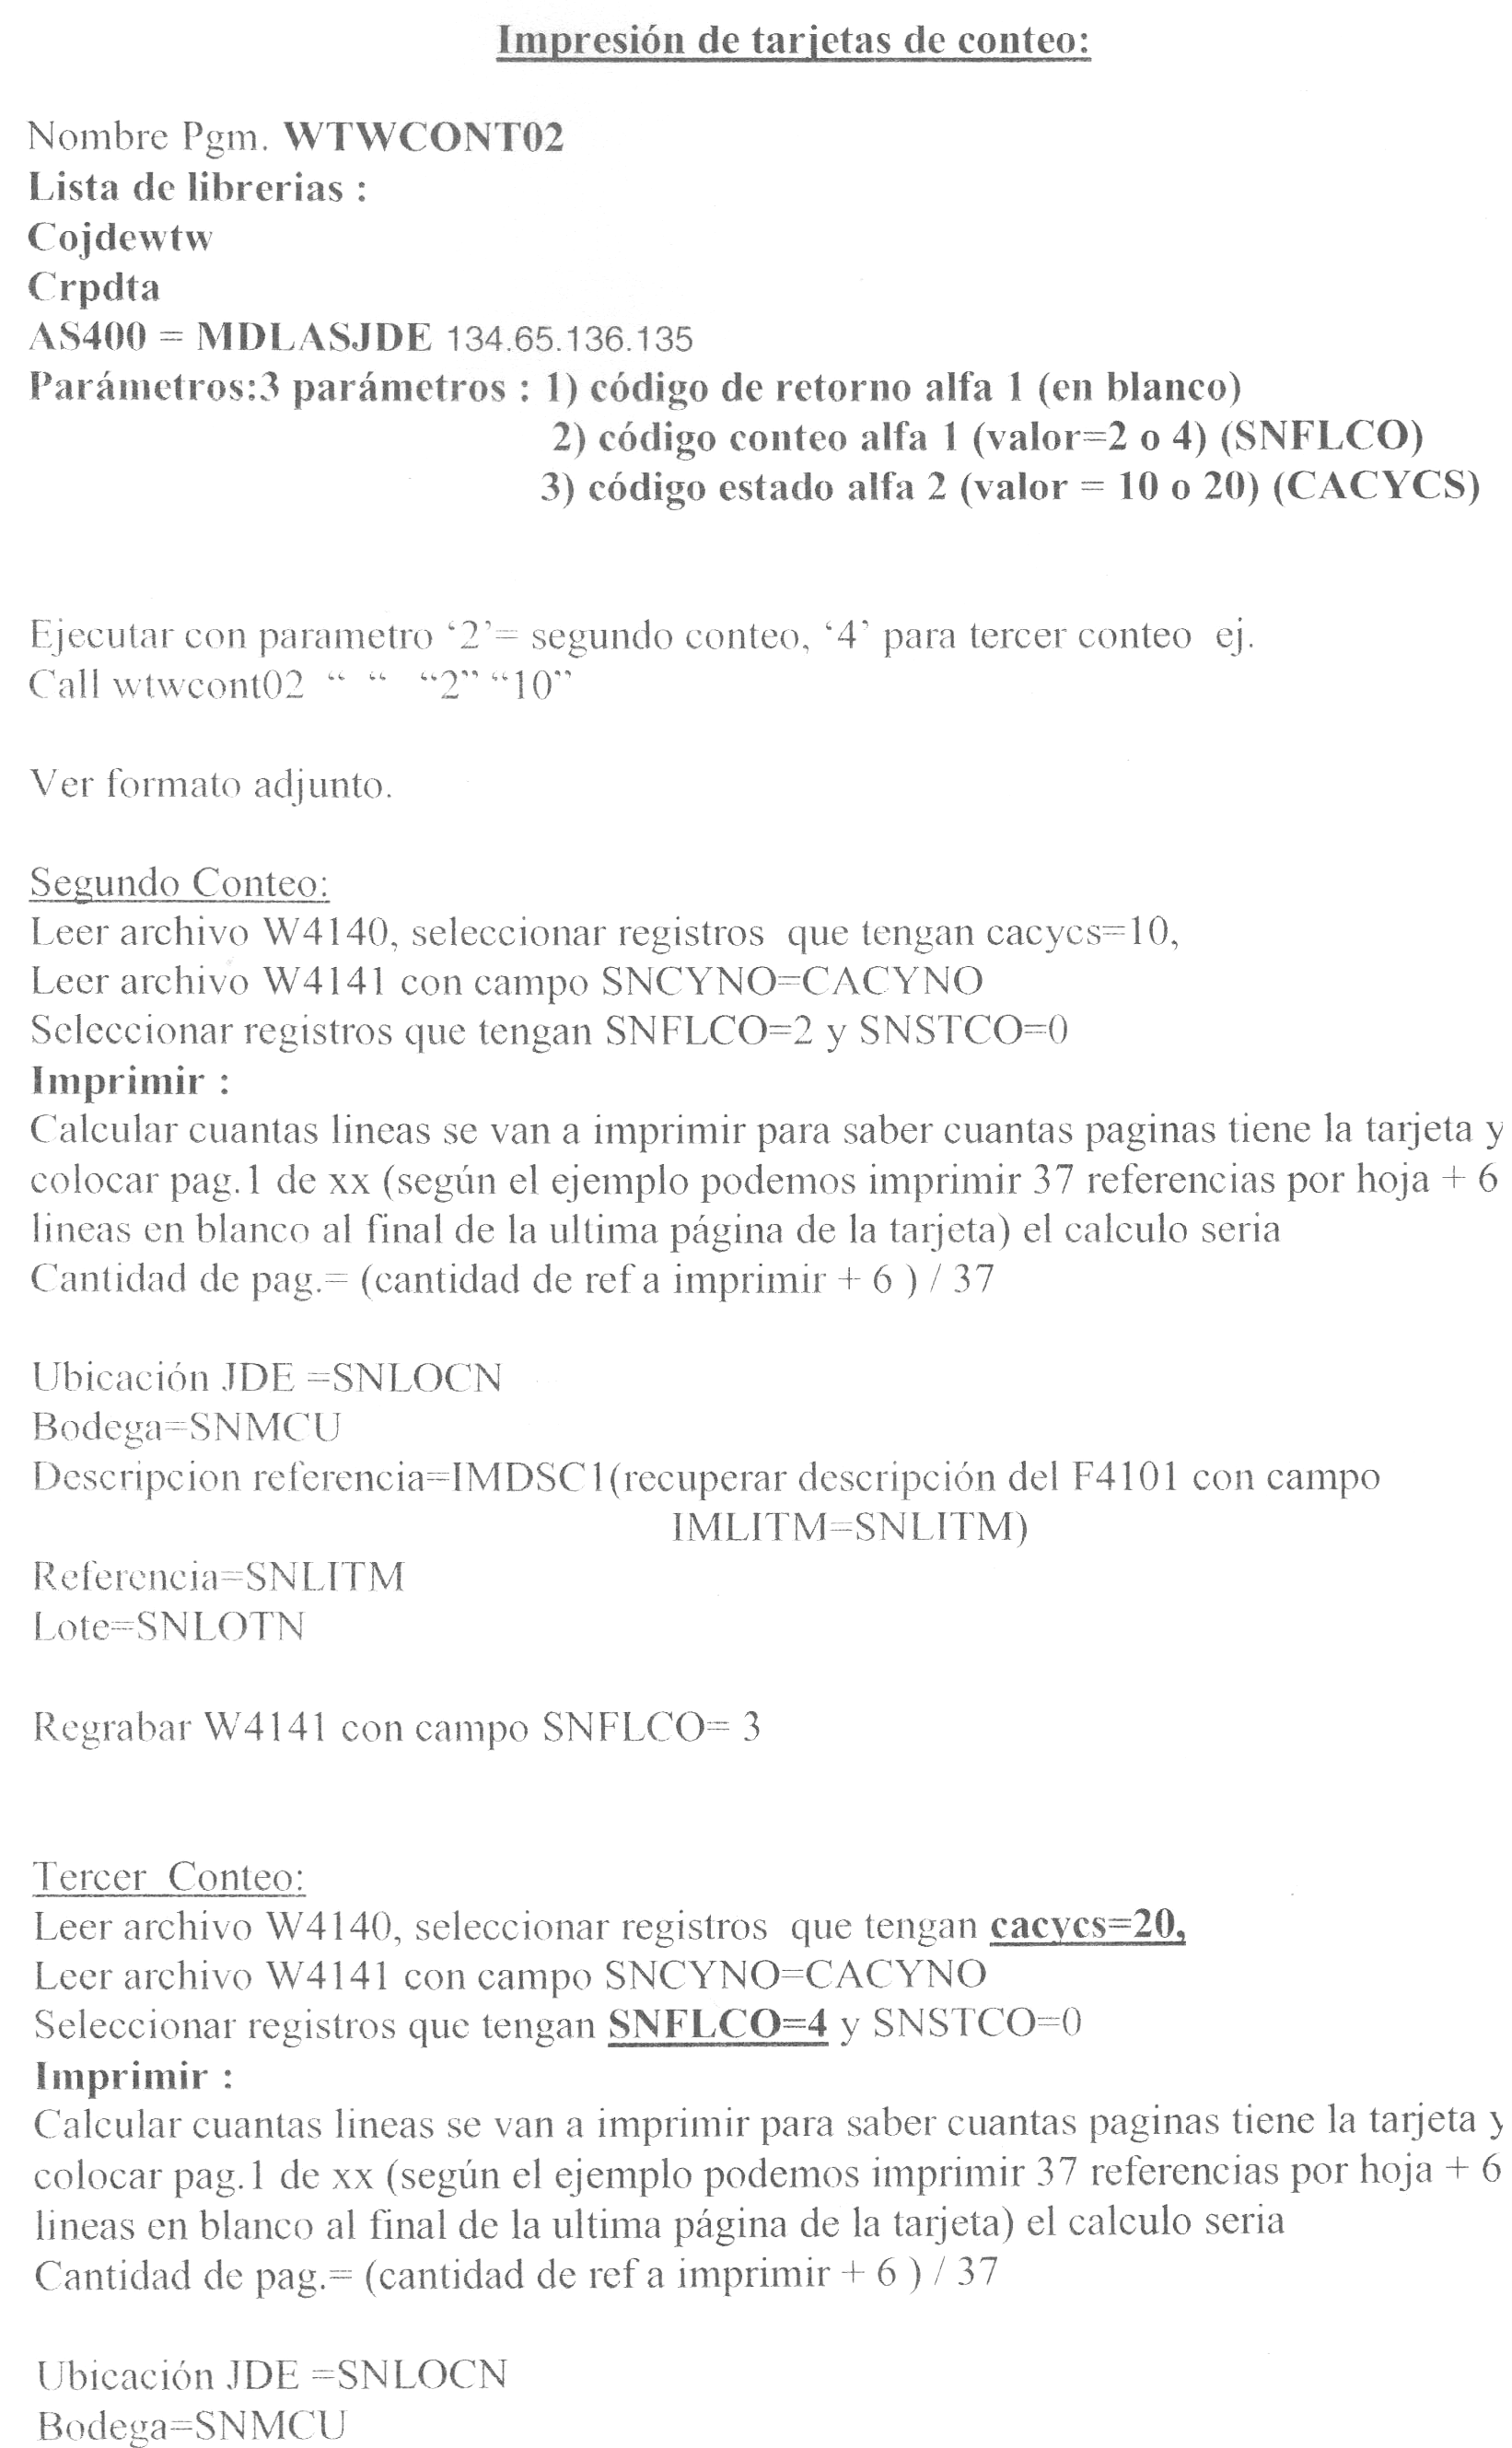 Impresión de tarjetas de conteo:
Nombre Pgm. WTWCONT02
Lista de librerias :
Cojdewtw
Crpdta
AS400 = MDLASJDE 134.65.136.135
Parámetros:3 parámetros : 1) código de retorno alfa 1 (en blanco)
2) código conteo alfa 1 (valor=2 o 4) (SNFLCO)
3) código estado alfa 2 (valor = 10 o 20) (CACYCS)
Ejecutar con parametro ‘2’= segundo conteo, ‘4’ para tercer conteo ej.
Call wtwcont02 “ “ “2” “10”
Ver formato adjunto.
Segundo Conteo:
Leer archivo W4140, seleccionar registros que tengan cacycs=10,
Leer archivo W4141 con campo SNCYNO=CACYNO
Seleccionar registros que tengan SNFLCO=2 y SNSTCO=0
Imprimir :
Calcular cuantas lineas se van a imprimir para saber cuantas paginas tiene la tarjeta y
colocar pag.1 de xx (según el ejemplo podemos imprimir 37 referencias por hoja + 6
lineas en blanco al final de la ultima página de la tarjeta) el calculo seria
Cantidad de pag.= (cantidad de ref a imprimir + 6 ) / 37
Ubicación JDE =SNLOCN
Bodega=SNMCU
Descripcion referencia=IMDSC1(recuperar descripción del F4101 con campo
IMLITM=SNLITM)
Referencia=SNLITM
Lote=SNLOTN
Regrabar W4141 con campo SNFLCO= 3
Tercer Conteo:
Leer archivo W4140, seleccionar registros que tengan cacycs=20,
Leer archivo W4141 con campo SNCYNO=CACYNO
Seleccionar registros que tengan SNFLCO=4 y SNSTCO=0
Imprimir :
Calcular cuantas lineas se van a imprimir para saber cuantas paginas tiene la tarjeta y
colocar pag.1 de xx (según el ejemplo podemos imprimir 37 referencias por hoja + 6
lineas en blanco al final de la ultima página de la tarjeta) el calculo seria
Cantidad de pag.= (cantidad de ref a imprimir + 6 ) / 37
Ubicación JDE =SNLOCN
Bodega=SNMCU